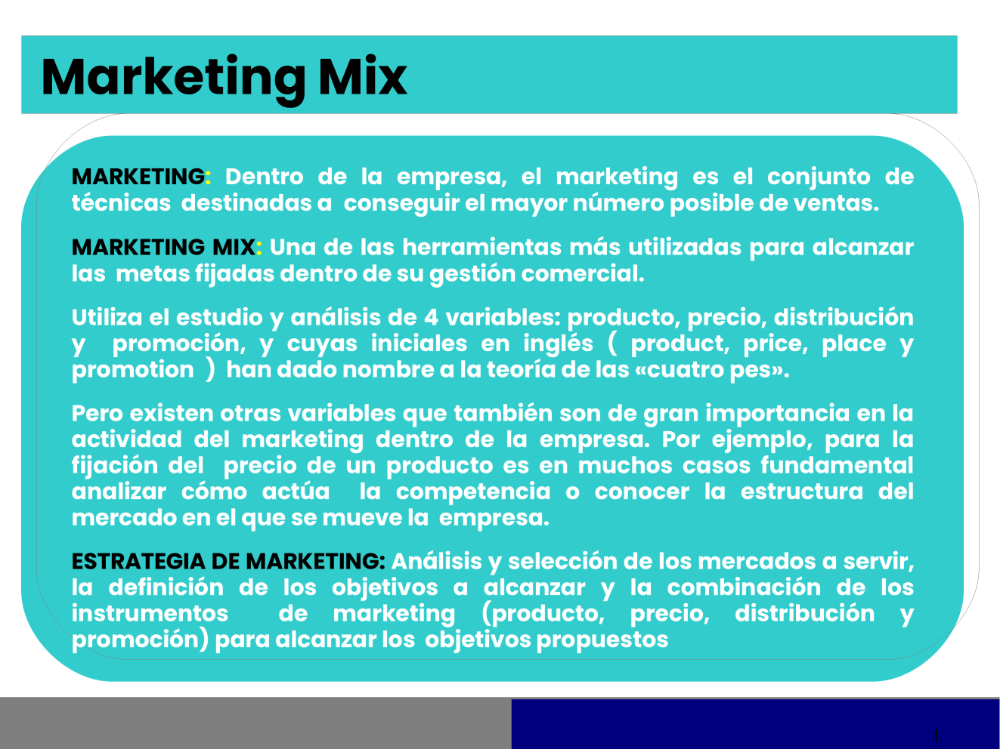 Marketing Mix
MARKETING: Dentro de la empresa, el marketing es el conjunto de
técnicas destinadas a conseguir el mayor número posible de ventas.
MARKETING MIX: Una de las herramientas más utilizadas para alcanzar
las metas fijadas dentro de su gestión comercial.
Utiliza el estudio y análisis de 4 variables: producto, precio, distribución
y promoción, y cuyas iniciales en inglés ( product, price, place y
promotion ) han dado nombre a la teoría de las «cuatro pes».
Pero existen otras variables que también son de gran importancia en la
actividad del marketing dentro de la empresa. Por ejemplo, para la
fijación del precio de un producto es en muchos casos fundamental
analizar cómo actúa la competencia o conocer la estructura del
mercado en el que se mueve la empresa.
ESTRATEGIA DE MARKETING: Análisis y selección de los mercados a servir,
la definición de los objetivos a alcanzar y la combinación de los
instrumentos de marketing (producto, precio, distribución y
promoción) para alcanzar los objetivos propuestos